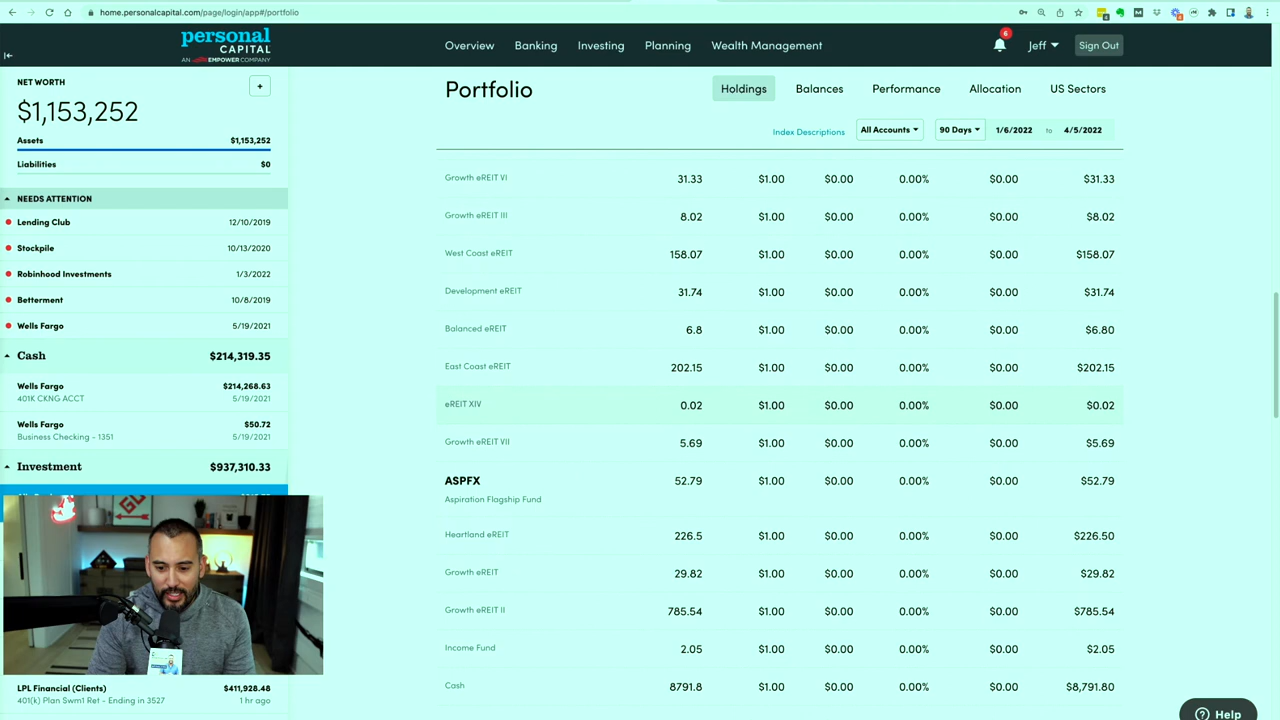 home.personalcapital.com/page/login/app#/portfolio
personal
CAPITAL
AN EMPOWER COMPANY
Overview Banking Investing Planning Wealth Management
6
Jeff
Sign Out
NET WORTH
+
$1,153,252
Assets $1,153,252
Liabilities $0
NEEDS ATTENTION
Lending Club 12/10/2019
Stockpile 10/13/2020
Robinhood Investments 1/3/2022
Betterment 10/8/2019
Wells Fargo 5/19/2021
Cash $214,319.35
Wells Fargo $214,268.63
401K CKNG ACCT 5/19/2021
Wells Fargo $50.72
Business Checking - 1351 5/19/2021
Investment $937,310.33
LPL Financial (Clients) $411,928.48
401(k) Plan Swm1 Ret - Ending in 3527 1 hr ago
Portfolio
Holdings Balances Performance Allocation US Sectors
Index Descriptions All Accounts 90 Days 1/6/2022 to 4/5/2022
Growth eREIT VI 31.33 $1.00 $0.00 0.00% $0.00 $31.33
Growth eREIT III 8.02 $1.00 $0.00 0.00% $0.00 $8.02
West Coast eREIT 158.07 $1.00 $0.00 0.00% $0.00 $158.07
Development eREIT 31.74 $1.00 $0.00 0.00% $0.00 $31.74
Balanced eREIT 6.8 $1.00 $0.00 0.00% $0.00 $6.80
East Coast eREIT 202.15 $1.00 $0.00 0.00% $0.00 $202.15
eREIT XIV 0.02 $1.00 $0.00 0.00% $0.00 $0.02
Growth eREIT VII 5.69 $1.00 $0.00 0.00% $0.00 $5.69
ASPFX 52.79 $1.00 $0.00 0.00% $0.00 $52.79
Aspiration Flagship Fund
Heartland eREIT 226.5 $1.00 $0.00 0.00% $0.00 $226.50
Growth eREIT 29.82 $1.00 $0.00 0.00% $0.00 $29.82
Growth eREIT II 785.54 $1.00 $0.00 0.00% $0.00 $785.54
Income Fund 2.05 $1.00 $0.00 0.00% $0.00 $2.05
Cash 8791.8 $1.00 $0.00 0.00% $0.00 $8,791.80
Help